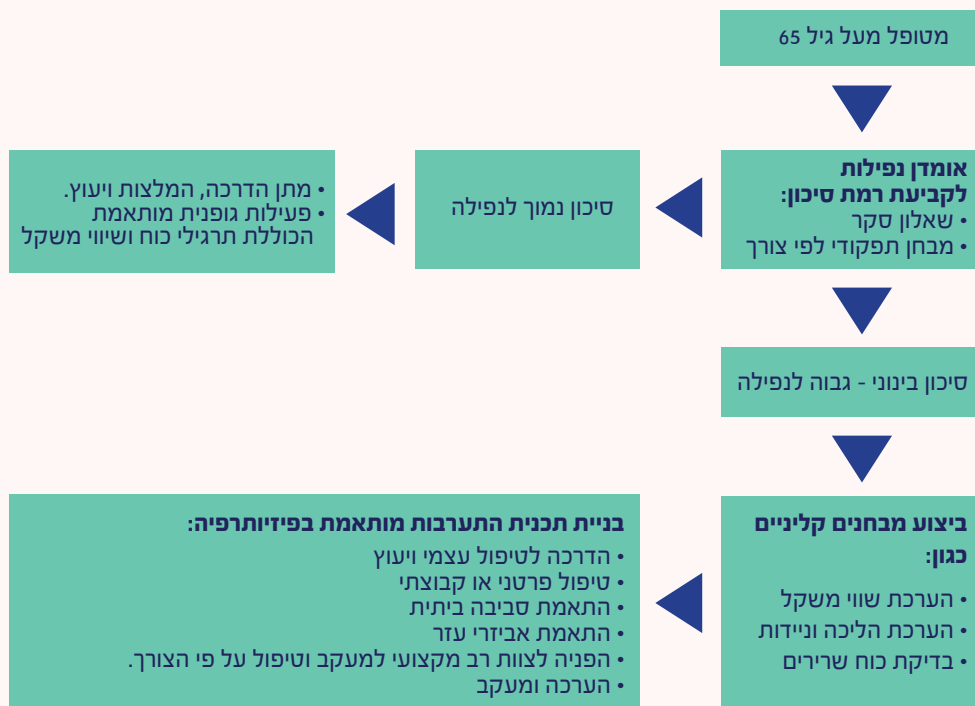 מטופל מעל גיל 65
אומדן נפילות
לקביעת רמת סיכון:
• שאלון סקר
• מבחן תפקודי לפי צורך
סיכון נמוך לנפילה
• מתן הדרכה, המלצות ויעוץ.
• פעילות גופנית מותאמת
הכוללת תרגילי כוח ושיווי משקל
סיכון בינוני - גבוה לנפילה
ביצוע מבחנים קליניים
כגון:
• הערכת שווי משקל
• הערכת הליכה וניידות
• בדיקת כוח שרירים
בניית תכנית התערבות מותאמת בפיזיותרפיה:
• הדרכה לטיפול עצמי ויעוץ
• טיפול פרטני או קבוצתי
• התאמת סביבה ביתית
• התאמת אביזרי עזר
• הפניה לצוות רב מקצועי למעקב וטיפול על פי הצורך.
• הערכה ומעקב